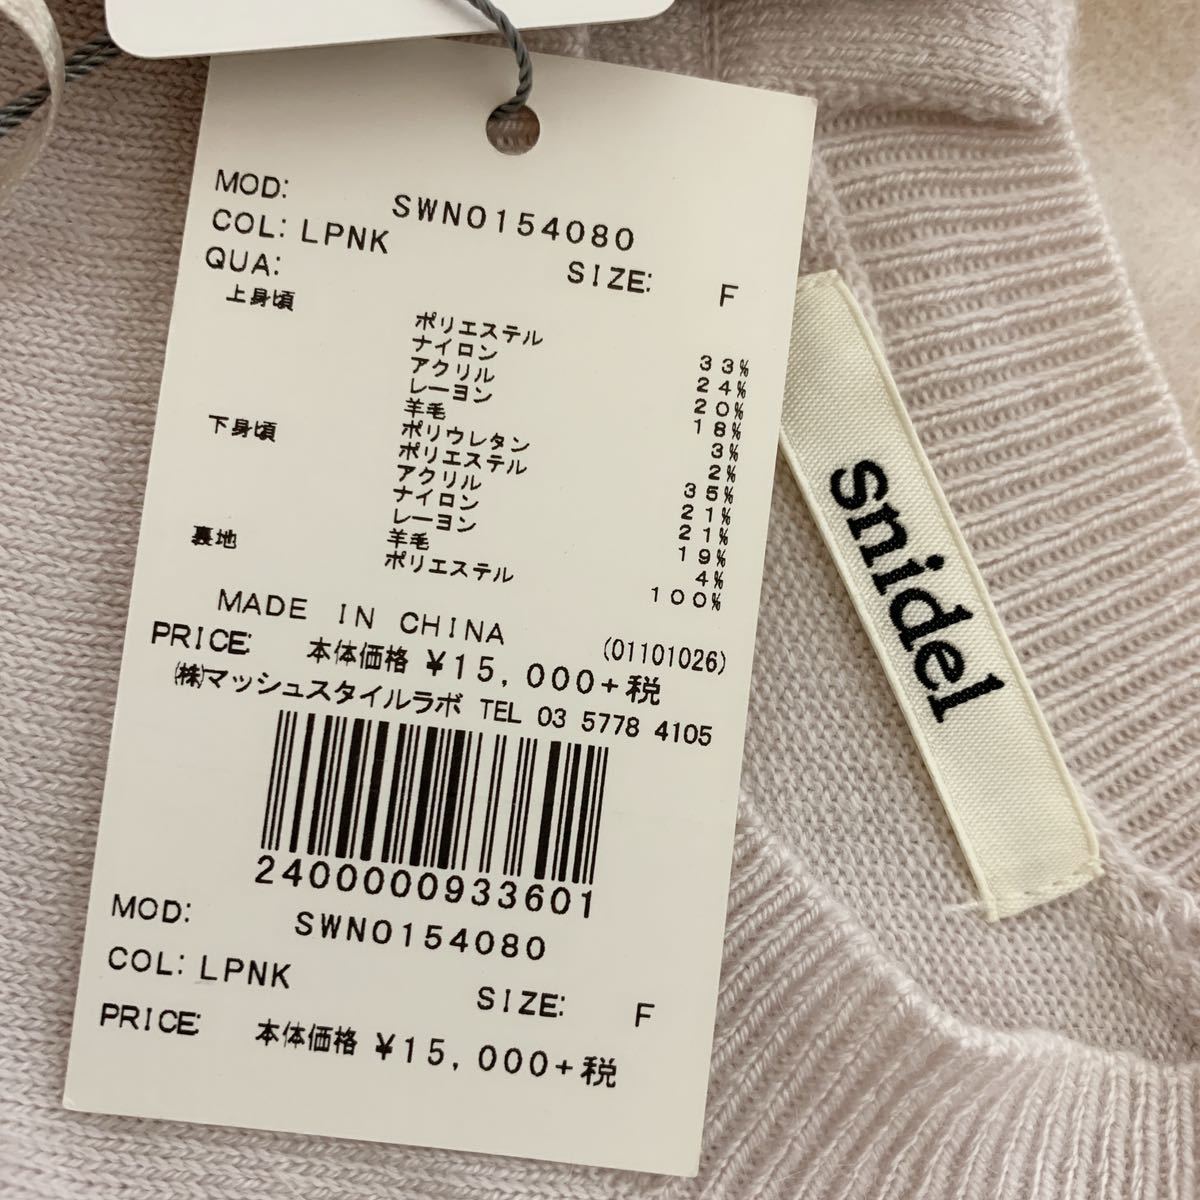 MOD: SWN0154080
COL: LPNK SIZE: F
QUA:
上身頃 ポリエステル 33%
ナイロン 24%
アクリル 20%
レーヨン 18%
羊毛 3%
ポリウレタン 2%
下身頃 ポリエステル 35%
アクリル 21%
ナイロン 21%
レーヨン 19%
羊毛 4%
裏地 ポリエステル 100%
MADE IN CHINA (01101026)
PRICE: 本体価格 ¥15,000+税
㈱マッシュスタイルラボ TEL 03 5778 4105
2400000933601
MOD: SWN0154080
COL: LPNK SIZE: F
PRICE: 本体価格 ¥15,000+税
snidel